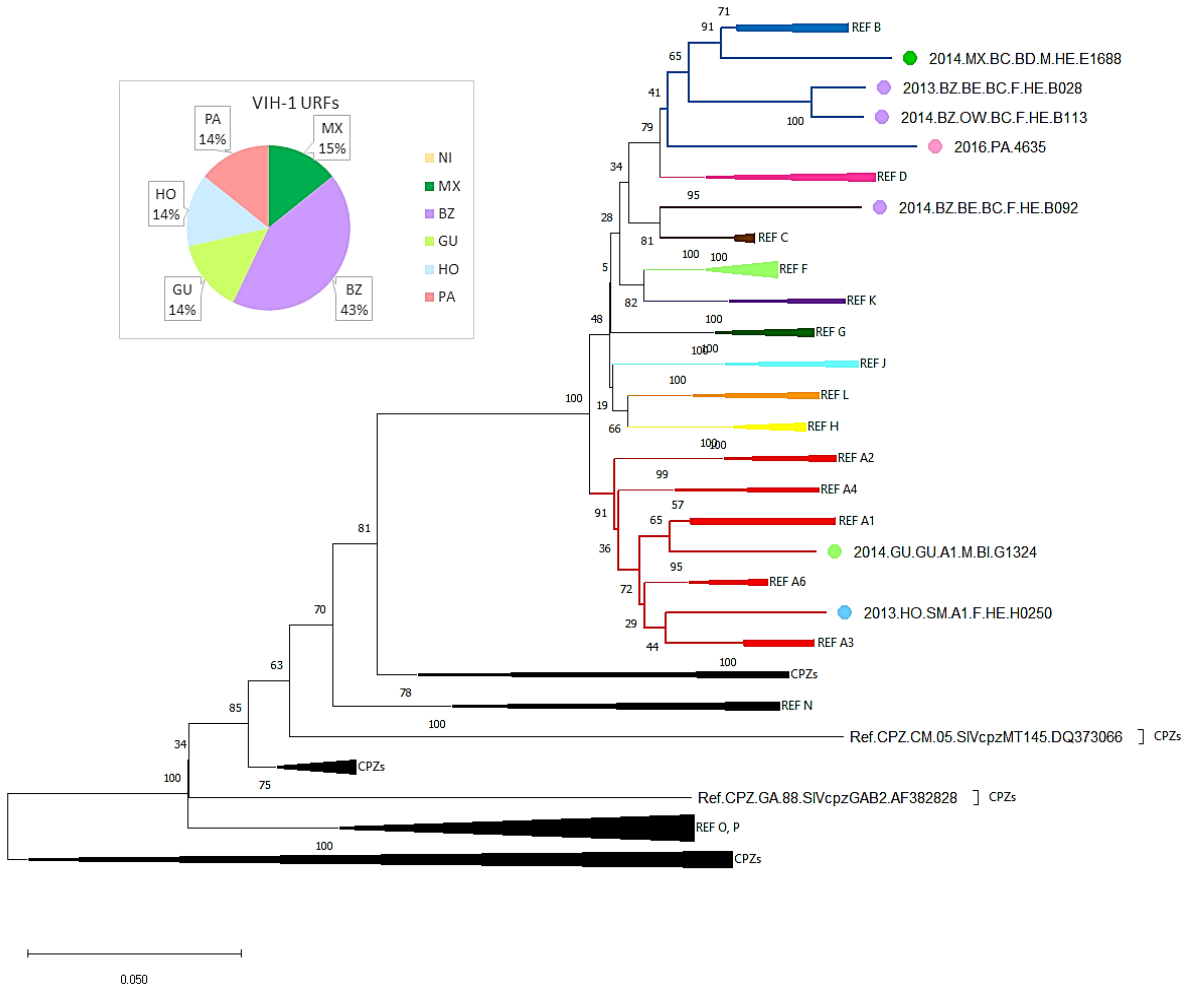 VIH-1 URFs
PA
14%
MX
15%
HO
14%
GU
14%
BZ
43%
NI
MX
BZ
GU
HO
PA
71
91
REF B
2014.MX.BC.BD.M.HE.E1688
65
2013.BZ.BE.BC.F.HE.B028
41
2014.BZ.OW.BC.F.HE.B113
100
79
2016.PA.4635
34
REF D
95
2014.BZ.BE.BC.F.HE.B092
28
81
REF C
100
100
REF F
5
82
REF K
48
100
REF G
100
100
REF J
100
REF L
100
19
66
REF H
100
100
REF A2
99
REF A4
57
91
65
REF A1
36
2014.GU.GU.A1.M.BI.G1324
95
72
REF A6
29
2013.HO.SM.A1.F.HE.H0250
44
REF A3
81
100
CPZs
70
78
REF N
63
100
Ref.CPZ.CM.05.SIVcpzMT145.DQ373066
CPZs
85
CPZs
34
100
75
Ref.CPZ.GA.88.SIVcpzGAB2.AF382828
CPZs
REF O, P
100
CPZs
0.050